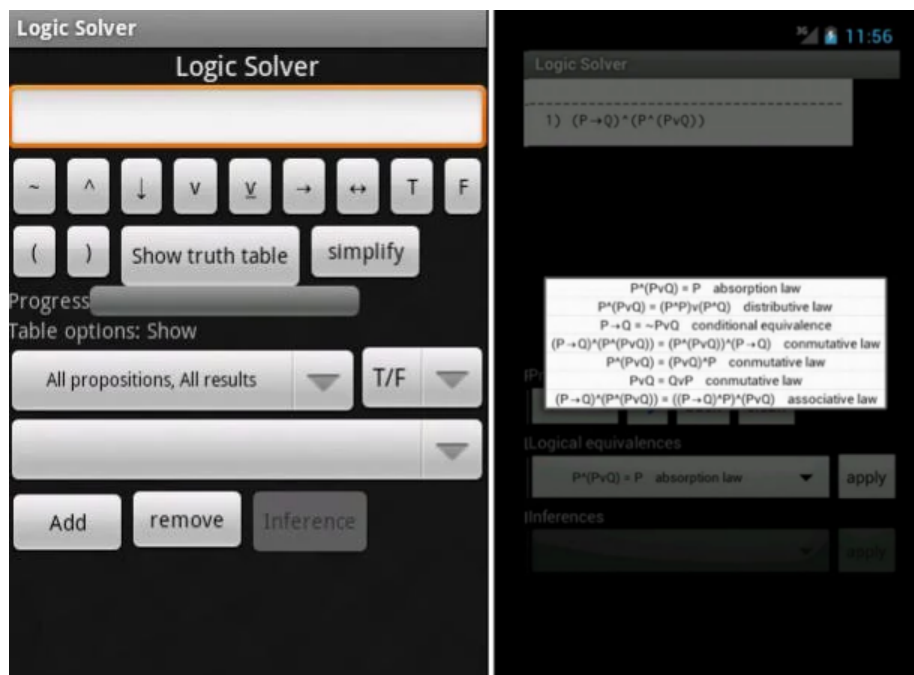 Logic Solver
Logic Solver
~ ^ ↓ v v̲ → ↔ T F
( ) Show truth table simplify
Progress
Table options: Show
All propositions, All results T/F
Add remove Inference
3G 11:56
Logic Solver
1) (P→Q)^(P^(PvQ))
P^(PvQ) = P absorption law
P^(PvQ) = (P^P)v(P^Q) distributive law
P→Q = ~PvQ conditional equivalence
(P→Q)^(P^(PvQ)) = (P^(PvQ))^(P→Q) conmutative law
P^(PvQ) = (PvQ)^P conmutative law
PvQ = QvP conmutative law
(P→Q)^(P^(PvQ)) = ((P→Q)^P)^(PvQ) associative law
Logical equivalences
P^(PvQ) = P absorption law apply
Inferences
apply